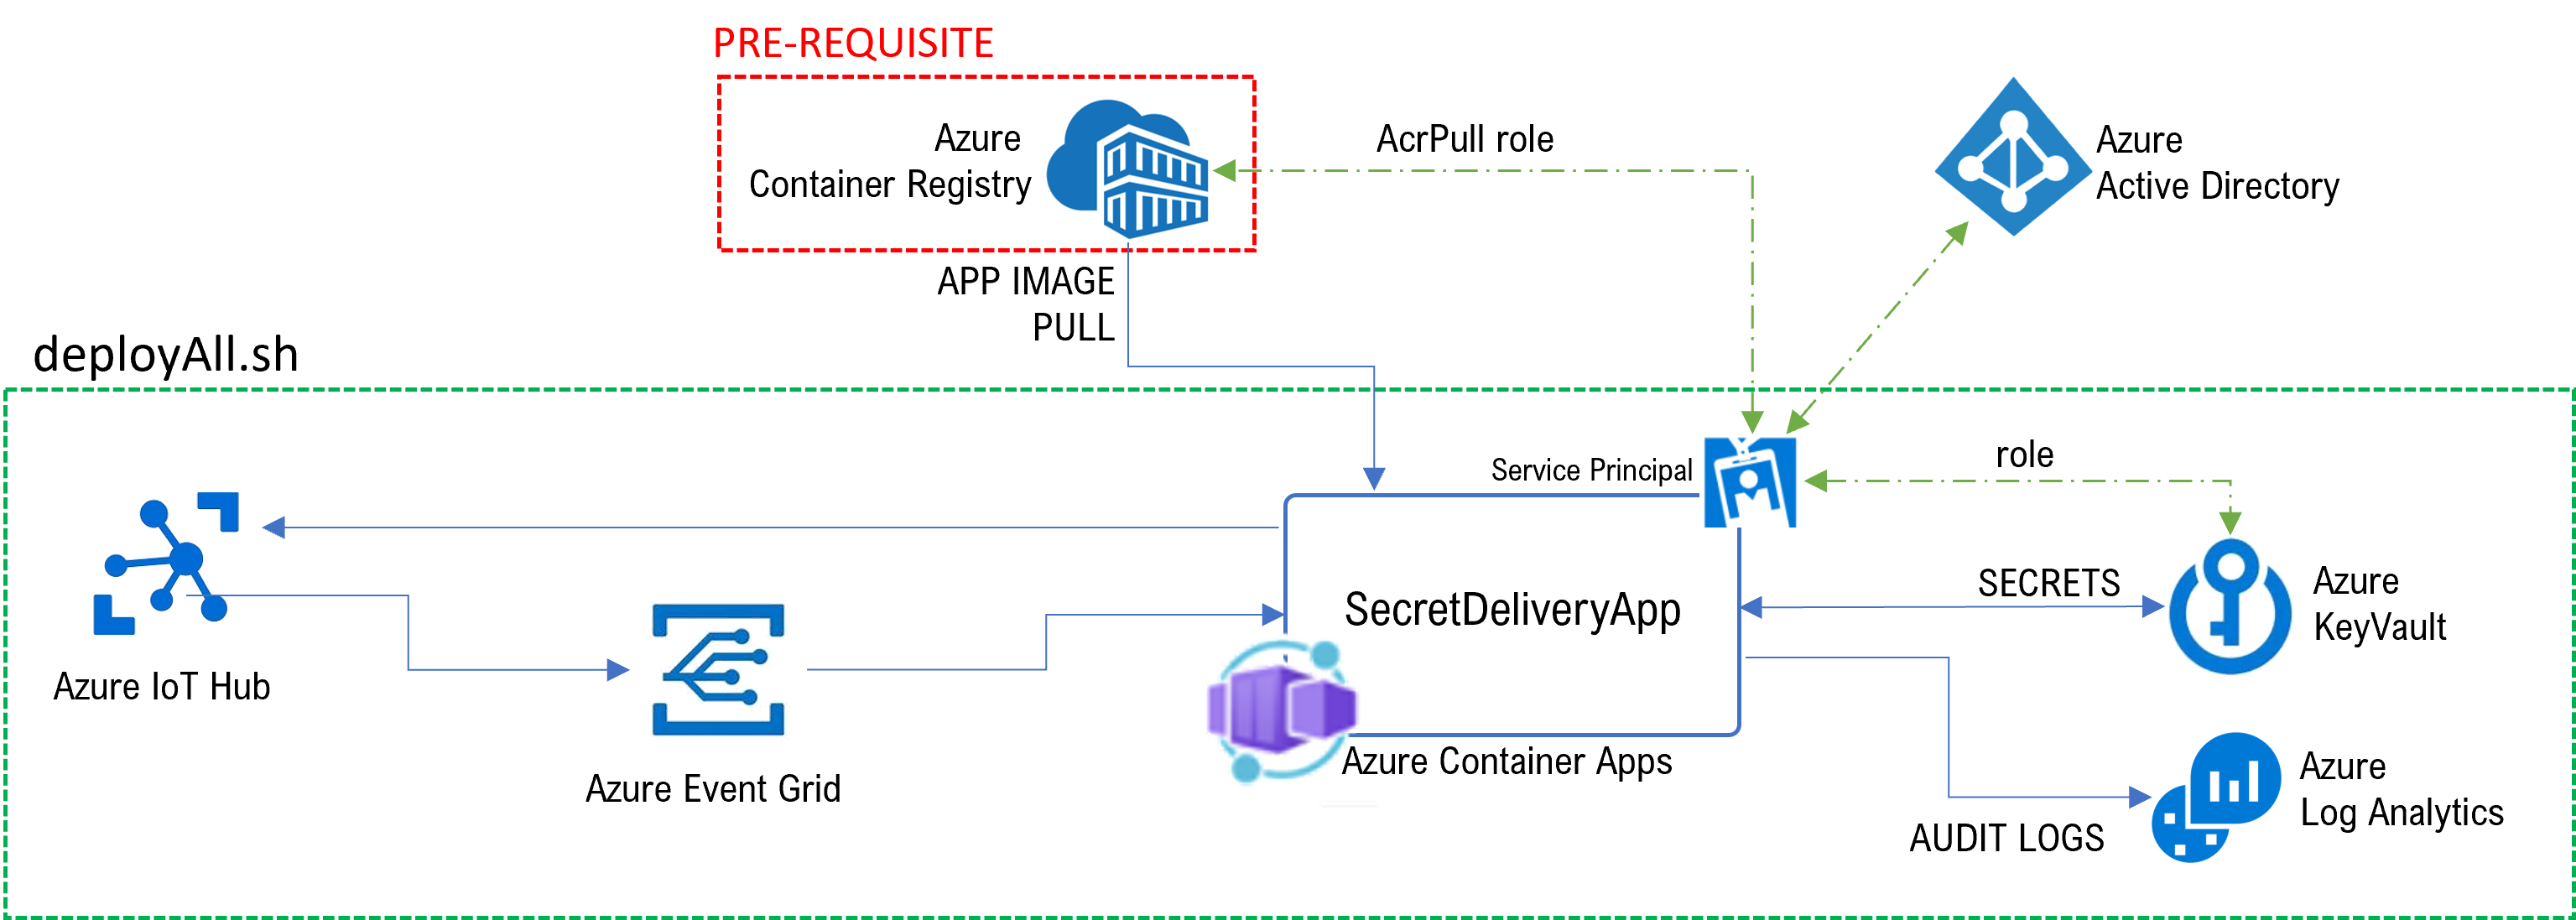 PRE-REQUISITE
Azure
Container Registry
AcrPull role
Azure
Active Directory
APP IMAGE
PULL
deployAll.sh
Service Principal
role
SecretDeliveryApp
SECRETS
Azure
KeyVault
Azure IoT Hub
Azure Event Grid
Azure Container Apps
AUDIT LOGS
Azure
Log Analytics